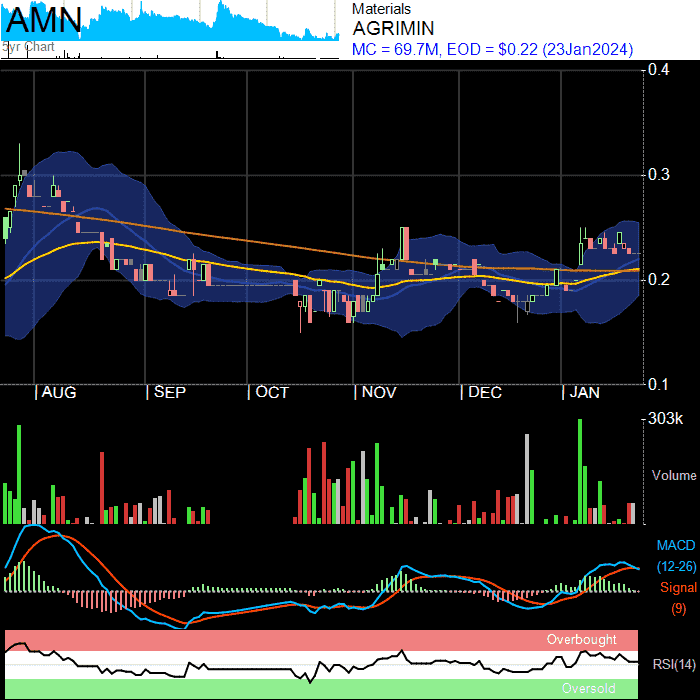 AMN
5yr Chart
Materials
AGRIMIN
MC = 69.7M, EOD = $0.22 (23Jan2024)
0.4
0.3
0.2
0.1
| AUG | SEP | OCT | NOV | DEC | JAN
303k
Volume
MACD
(12-26)
Signal
(9)
Overbought
RSI(14)
Oversold